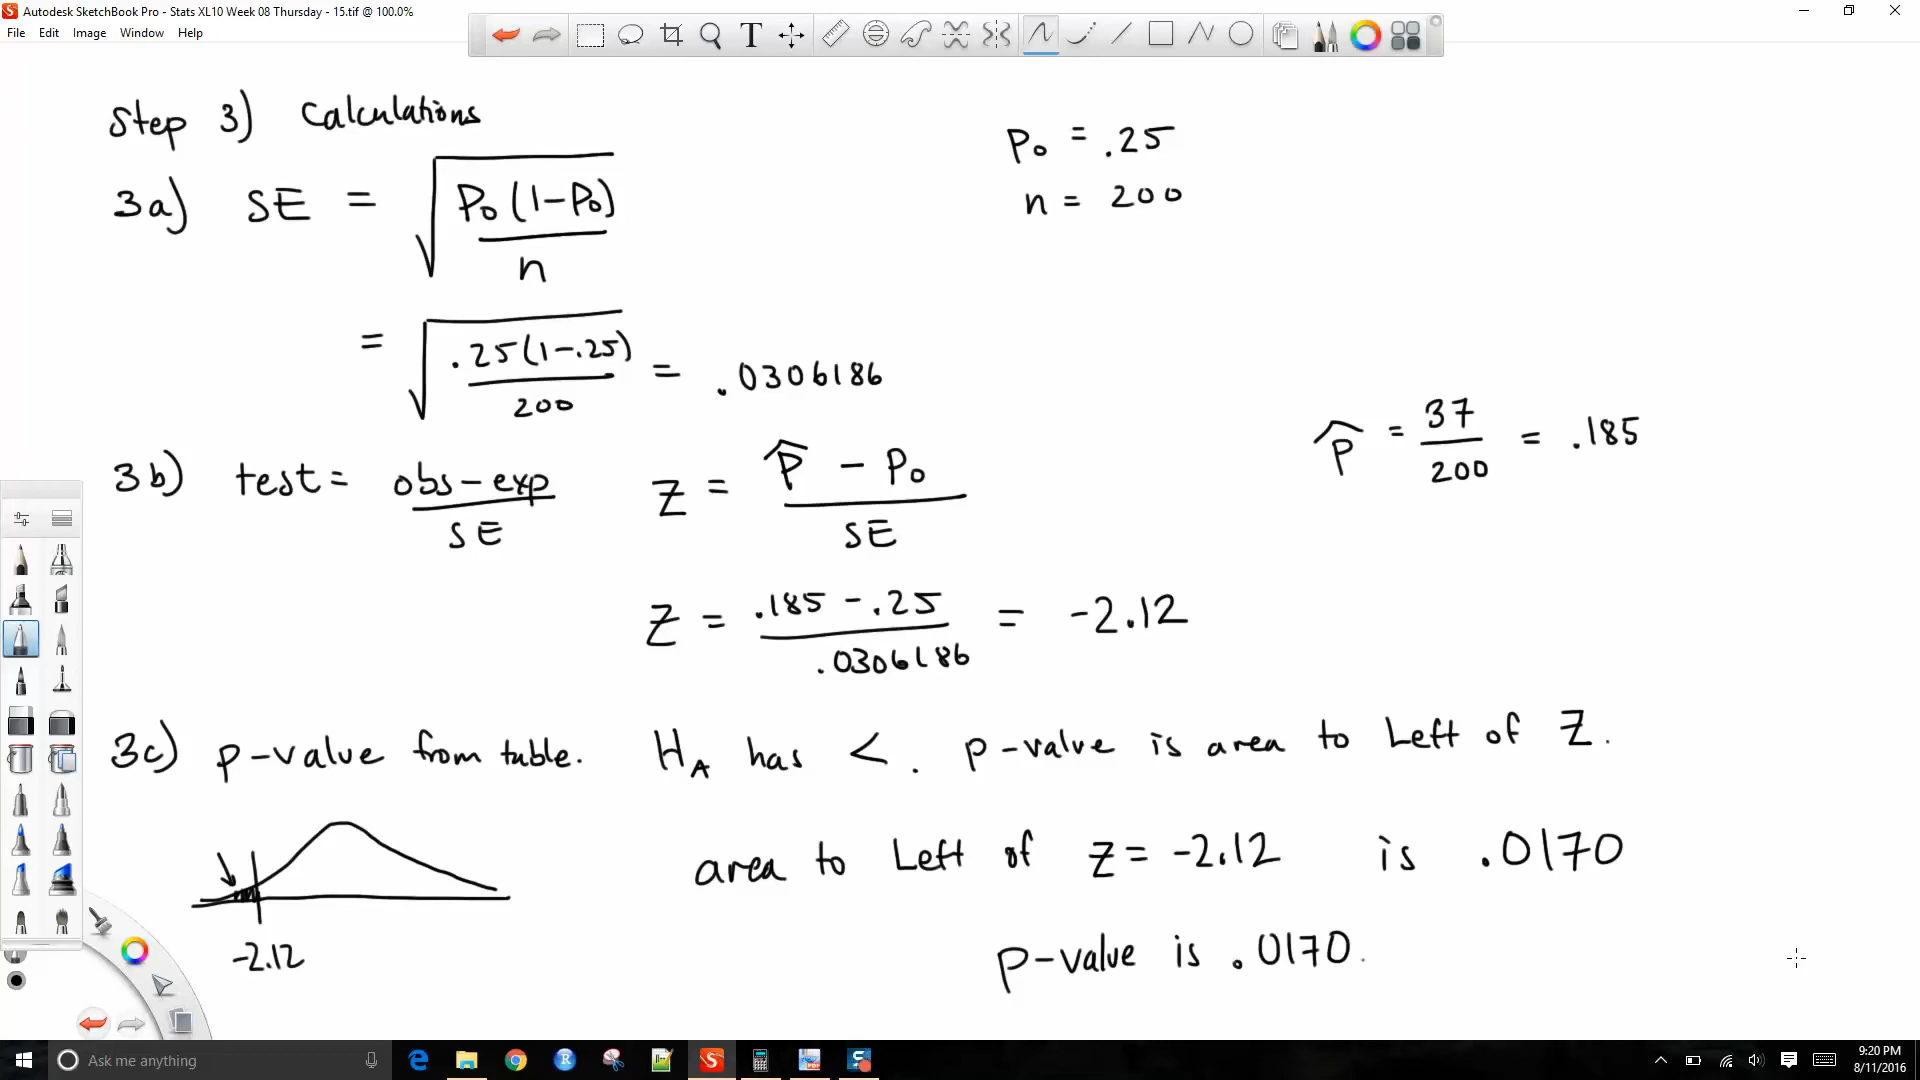 Autodesk SketchBook Pro - Stats XL10 Week 08 Thursday - 15.tif @ 100.0%
File Edit Image Window Help
Step 3) Calculations
P₀ = .25
n = 200
3a) SE = √(P₀(1-P₀)/n)
= √(.25(1-.25)/200) = .0306186
p̂ = 37/200 = .185
3b) test = obs-exp/SE Z = p̂ - P₀/SE
Z = .185 - .25/.0306186 = -2.12
3c) p-value from table. H_A has <. p-value is area to Left of Z.
area to Left of Z = -2.12 is .0170
-2.12
p-value is .0170.
Ask me anything
9:20 PM
8/11/2016